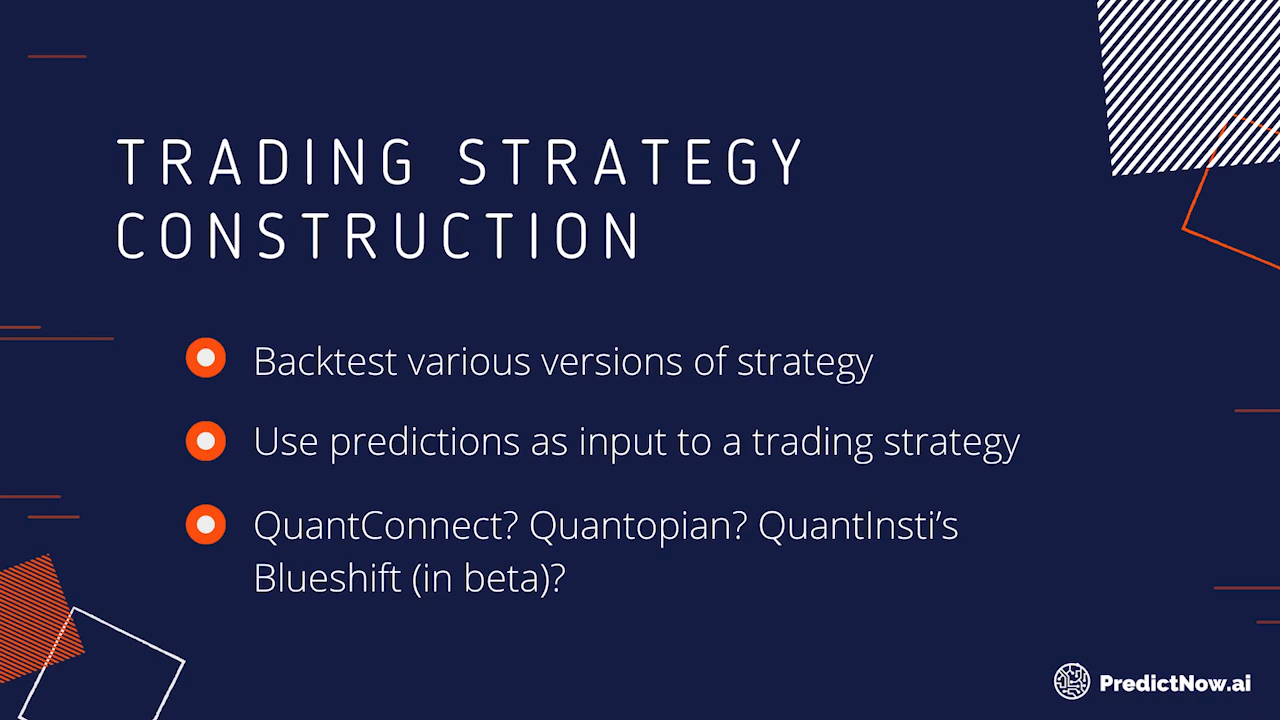 TRADING STRATEGY
CONSTRUCTION
Backtest various versions of strategy
Use predictions as input to a trading strategy
QuantConnect? Quantopian? QuantInsti’s
Blueshift (in beta)?
PredictNow.ai